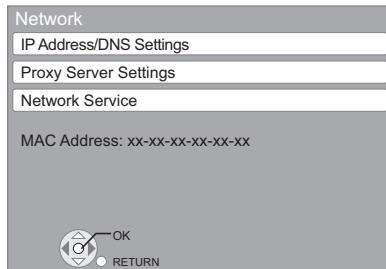 Network
IP Address/DNS Settings
Proxy Server Settings
Network Service
MAC Address: xx-xx-xx-xx-xx-xx
OK
RETURN